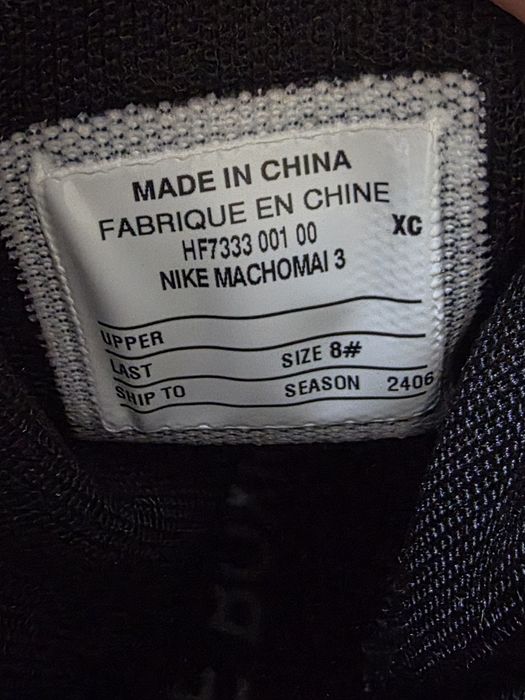 MADE IN CHINA
FABRIQUE EN CHINE
HF7333 001 00 XC
NIKE MACHOMAI 3
UPPER
LAST SIZE 8#
SHIP TO SEASON 2406